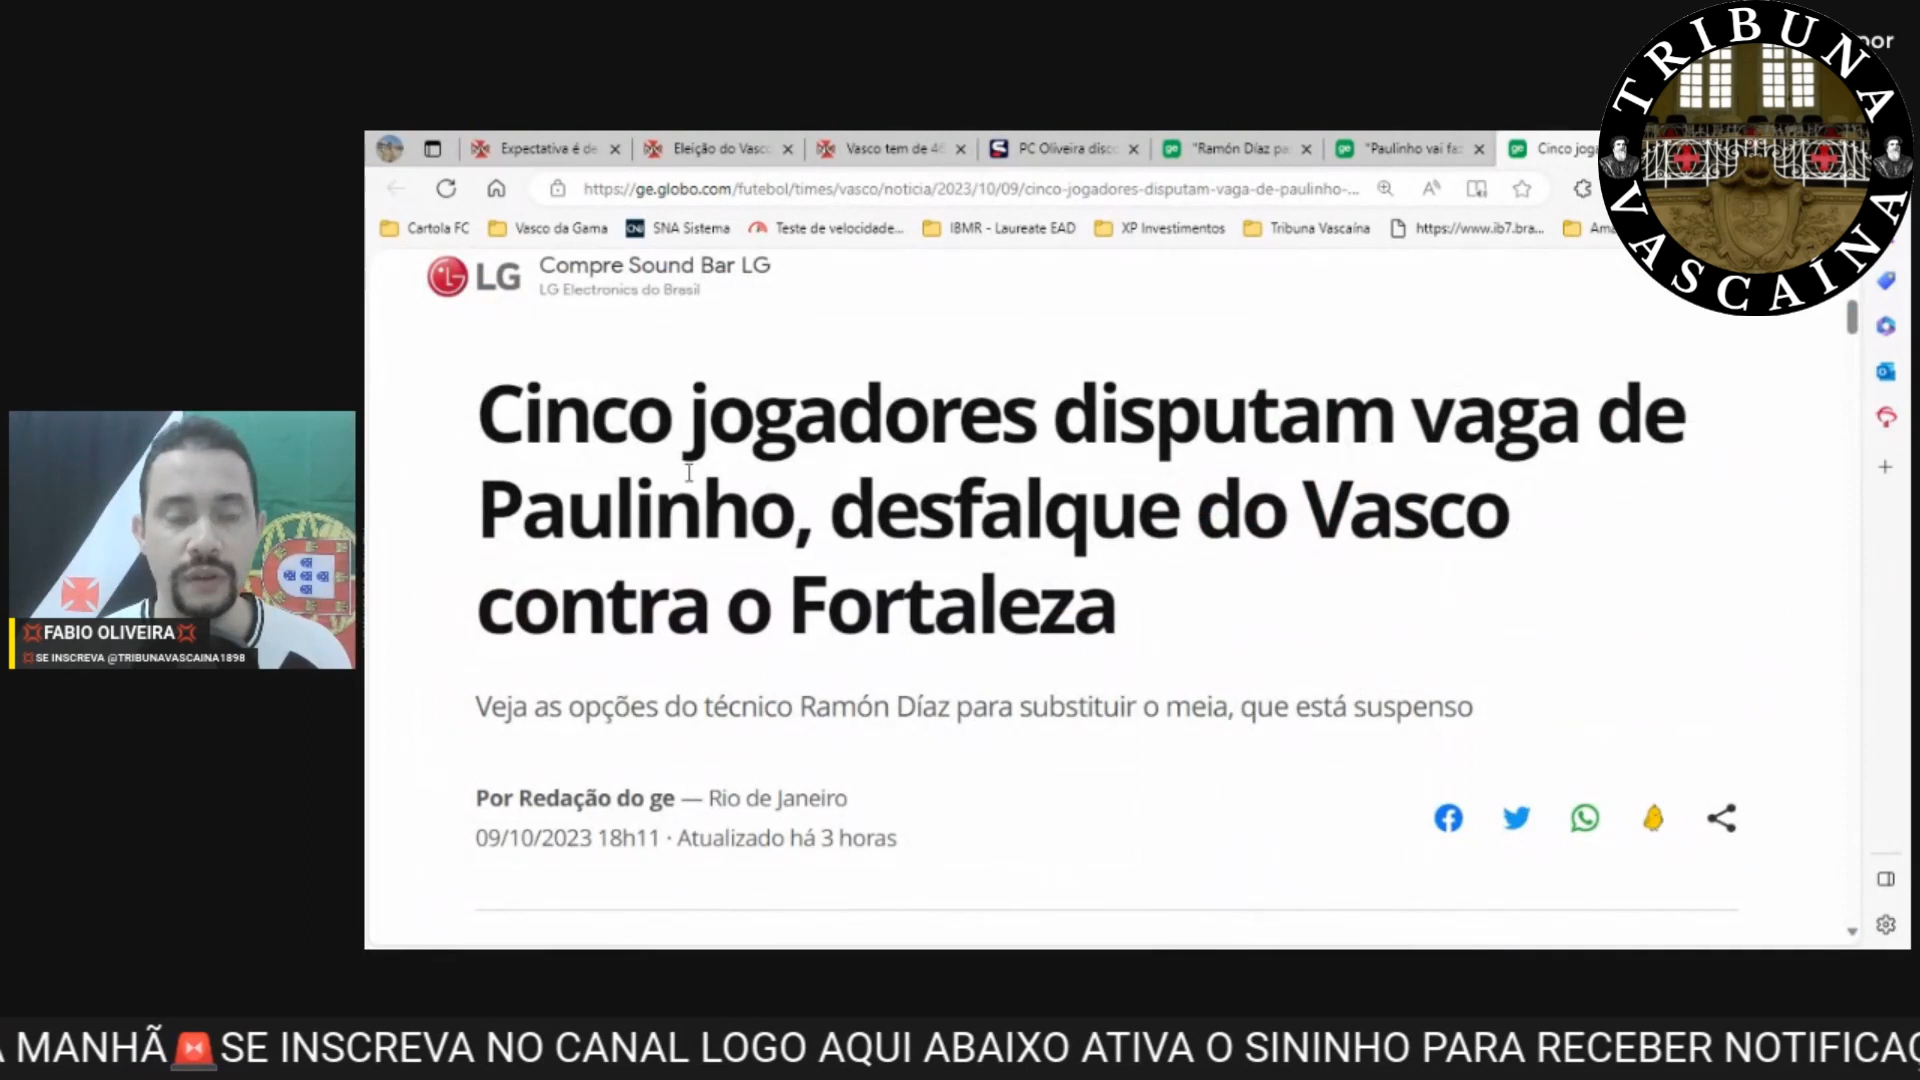 TRIBUNA VASCAÍNA
por
Expectativa é de
Eleição do Vasc
Vasco tem de 46
PC Oliveira disc
"Ramón Díaz pa
"Paulinho vai fa
Cinco jog
https://ge.globo.com/futebol/times/vasco/noticia/2023/10/09/cinco-jogadores-disputam-vaga-de-paulinho-...
Cartola FC
Vasco da Gama
SNA Sistema
Teste de velocidade...
IBMR - Laureate EAD
XP Investimentos
Tribuna Vascaína
https://www.ib7.bra...
Ama
LG
Compre Sound Bar LG
LG Electronics do Brasil
Cinco jogadores disputam vaga de
Paulinho, desfalque do Vasco
contra o Fortaleza
Veja as opções do técnico Ramón Díaz para substituir o meia, que está suspenso
Por Redação do ge — Rio de Janeiro
09/10/2023 18h11 · Atualizado há 3 horas
FABIO OLIVEIRA
SE INSCREVA @TRIBUNAVASCAINA1898
A MANHÃ🚨SE INSCREVA NO CANAL LOGO AQUI ABAIXO ATIVA O SININHO PARA RECEBER NOTIFICAÇ